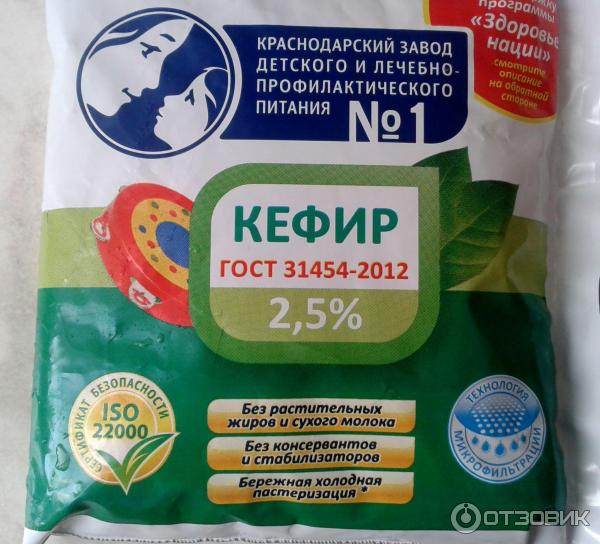 КРАСНОДАРСКИЙ ЗАВОД
ДЕТСКОГО И ЛЕЧЕБНО-
ПРОФИЛАКТИЧЕСКОГО
ПИТАНИЯ №1
программы
«Здоровье
нации»
смотрите
описание
на обратной
стороне
КЕФИР
ГОСТ 31454-2012
2,5%
СЕРТИФИКАТ БЕЗОПАСНОСТИ
ISO
22000
Без растительных
жиров и сухого молока
Без консервантов
и стабилизаторов
Бережная холодная
пастеризация *
ТЕХНОЛОГИЯ
МИКРОФИЛЬТРАЦИИ
ОТЗОВИК